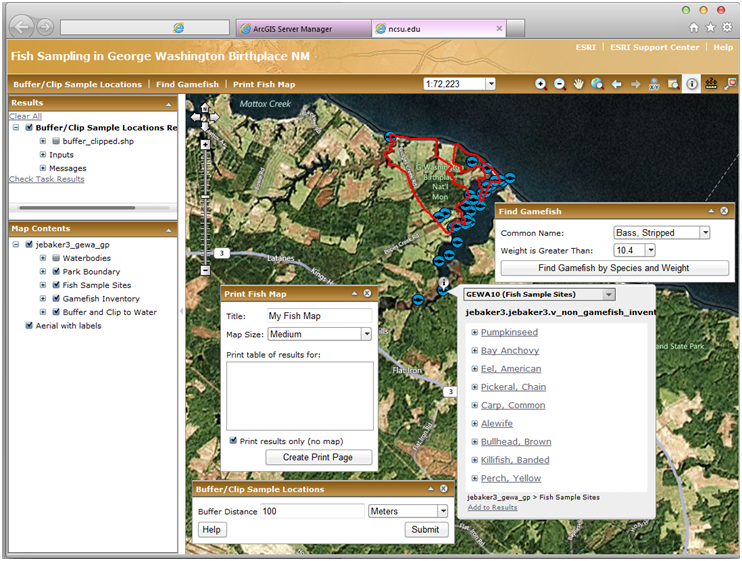 ArcGIS Server Manager
ncsu.edu
ESRI | ESRI Support Center | Help
Fish Sampling in George Washington Birthplace NM
Buffer/Clip Sample Locations | Find Gamefish | Print Fish Map
1:72,223
Results
Clear All
Buffer/Clip Sample Locations Re
buffer_clipped.shp
Inputs
Messages
Check Task Results
Map Contents
jebaker3_gewa_gp
Waterbodies
Park Boundary
Fish Sample Sites
Gamefish Inventory
Buffer and Clip to Water
Aerial with labels
Mattox Creek
G Washington
Birthplace
Nat'l
Mon
3
Latanes
Kings
Flat Iron
3
and State Park
Flat Iron Rd
Find Gamefish
Common Name: Bass, Stripped
Weight is Greater Than: 10.4
Find Gamefish by Species and Weight
Print Fish Map
Title: My Fish Map
Map Size: Medium
Print table of results for:
Print results only (no map)
Create Print Page
GEWA10 (Fish Sample Sites)
jebaker3.jebaker3.v_non_gamefish_invent
Pumpkinseed
Bay Anchovy
Eel, American
Pickeral, Chain
Carp, Common
Alewife
Bullhead, Brown
Killifish, Banded
Perch, Yellow
jebaker3_gewa_gp > Fish Sample Sites
Add to Results
Buffer/Clip Sample Locations
Buffer Distance 100 Meters
Help Submit